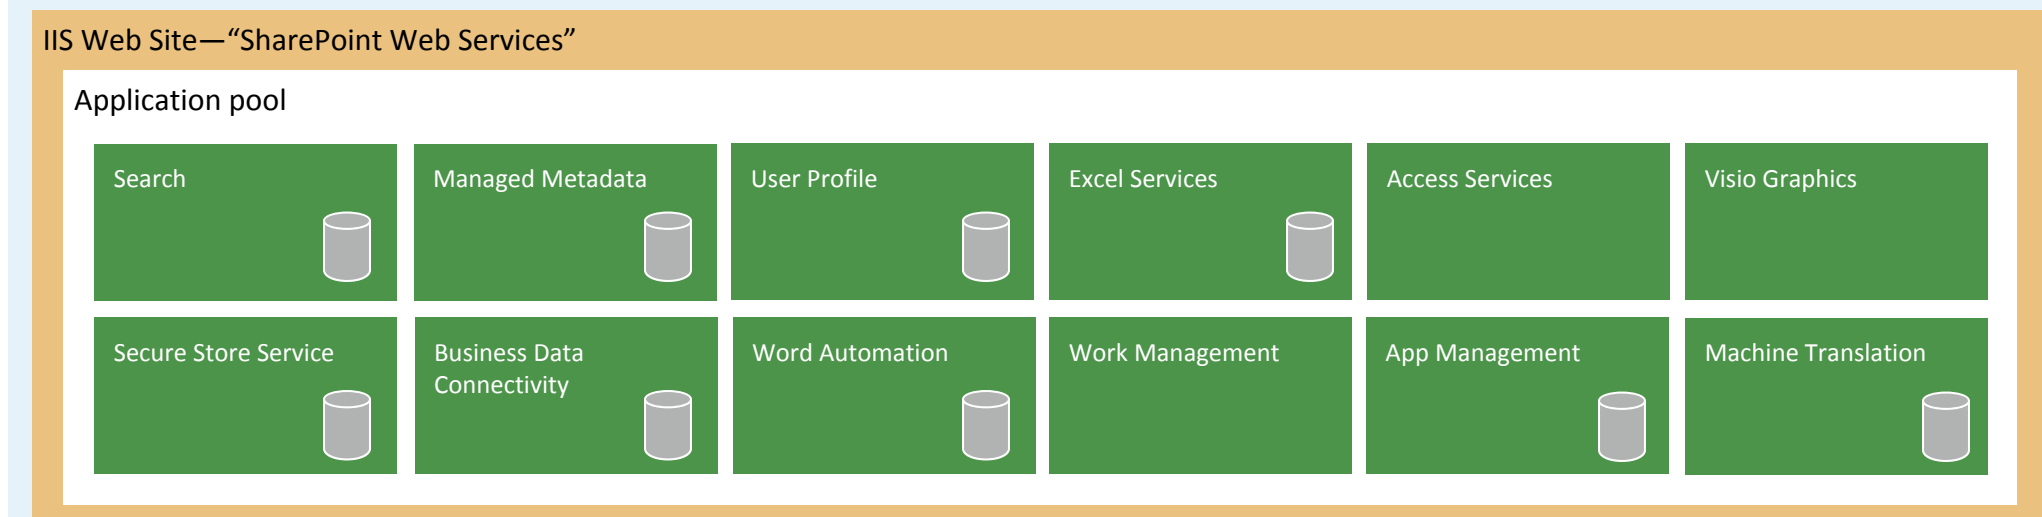 IIS Web Site—“SharePoint Web Services”
Application pool
Search
Managed Metadata
User Profile
Excel Services
Access Services
Visio Graphics
Secure Store Service
Business Data
Connectivity
Word Automation
Work Management
App Management
Machine Translation